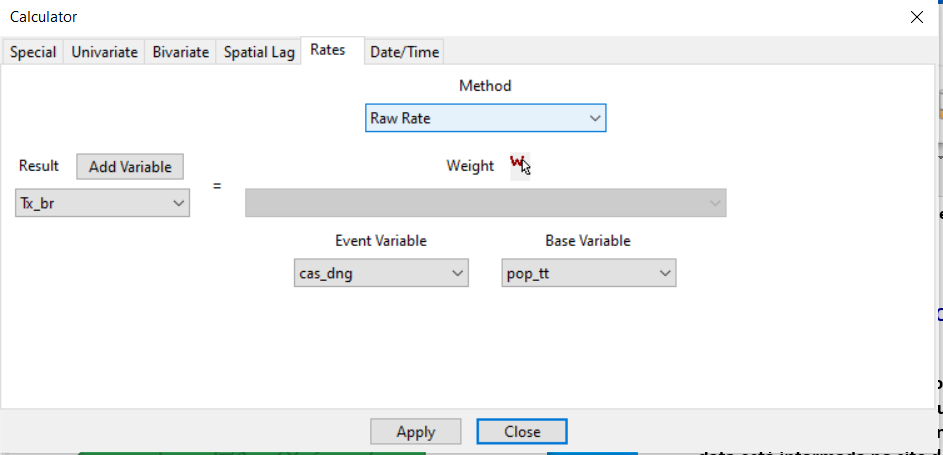 Calculator
Special Univariate Bivariate Spatial Lag Rates Date/Time
Method
Raw Rate
Result Add Variable
=
Weight
W
Tx_br
Event Variable Base Variable
cas_dng pop_tt
Apply Close